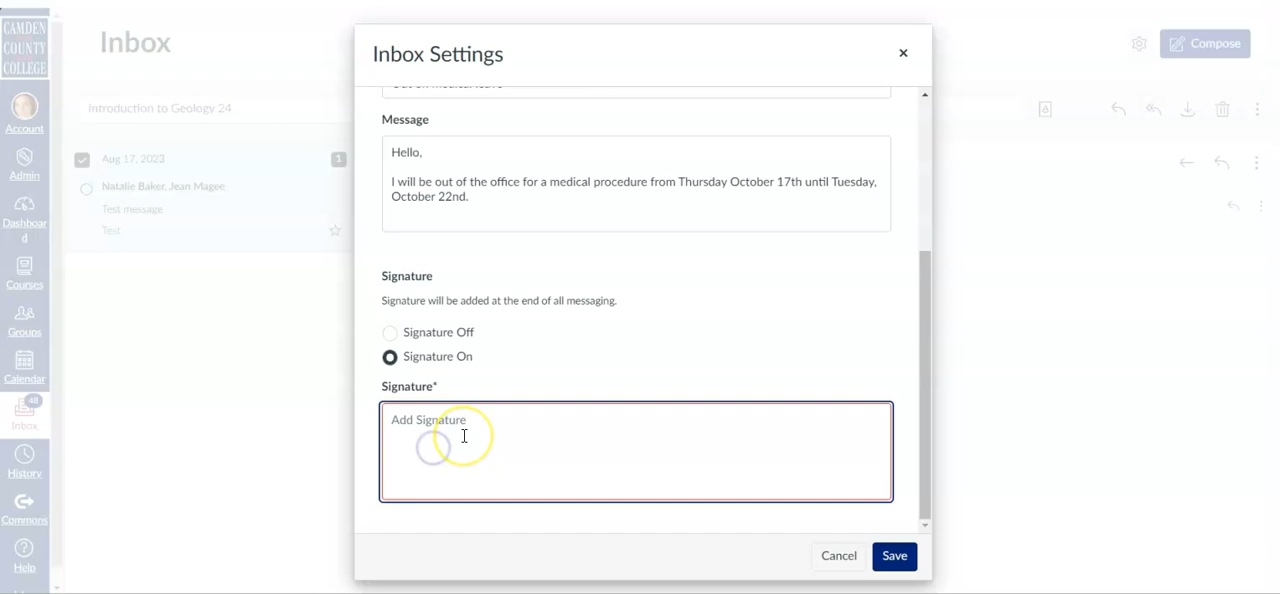 CAMDEN
COUNTY
COLLEGE
Account
Admin
Dashboar
d
Courses
Groups
Calendar
48
Inbox
History
Commons
Help
Inbox
Compose
Introduction to Geology 24
Aug 17, 2023
1
Natalie Baker, Jean Magee
Test message
Test
Inbox Settings
Message
Hello,
I will be out of the office for a medical procedure from Thursday October 17th until Tuesday,
October 22nd.
Signature
Signature will be added at the end of all messaging.
Signature Off
Signature On
Signature*
Add Signature
Cancel
Save